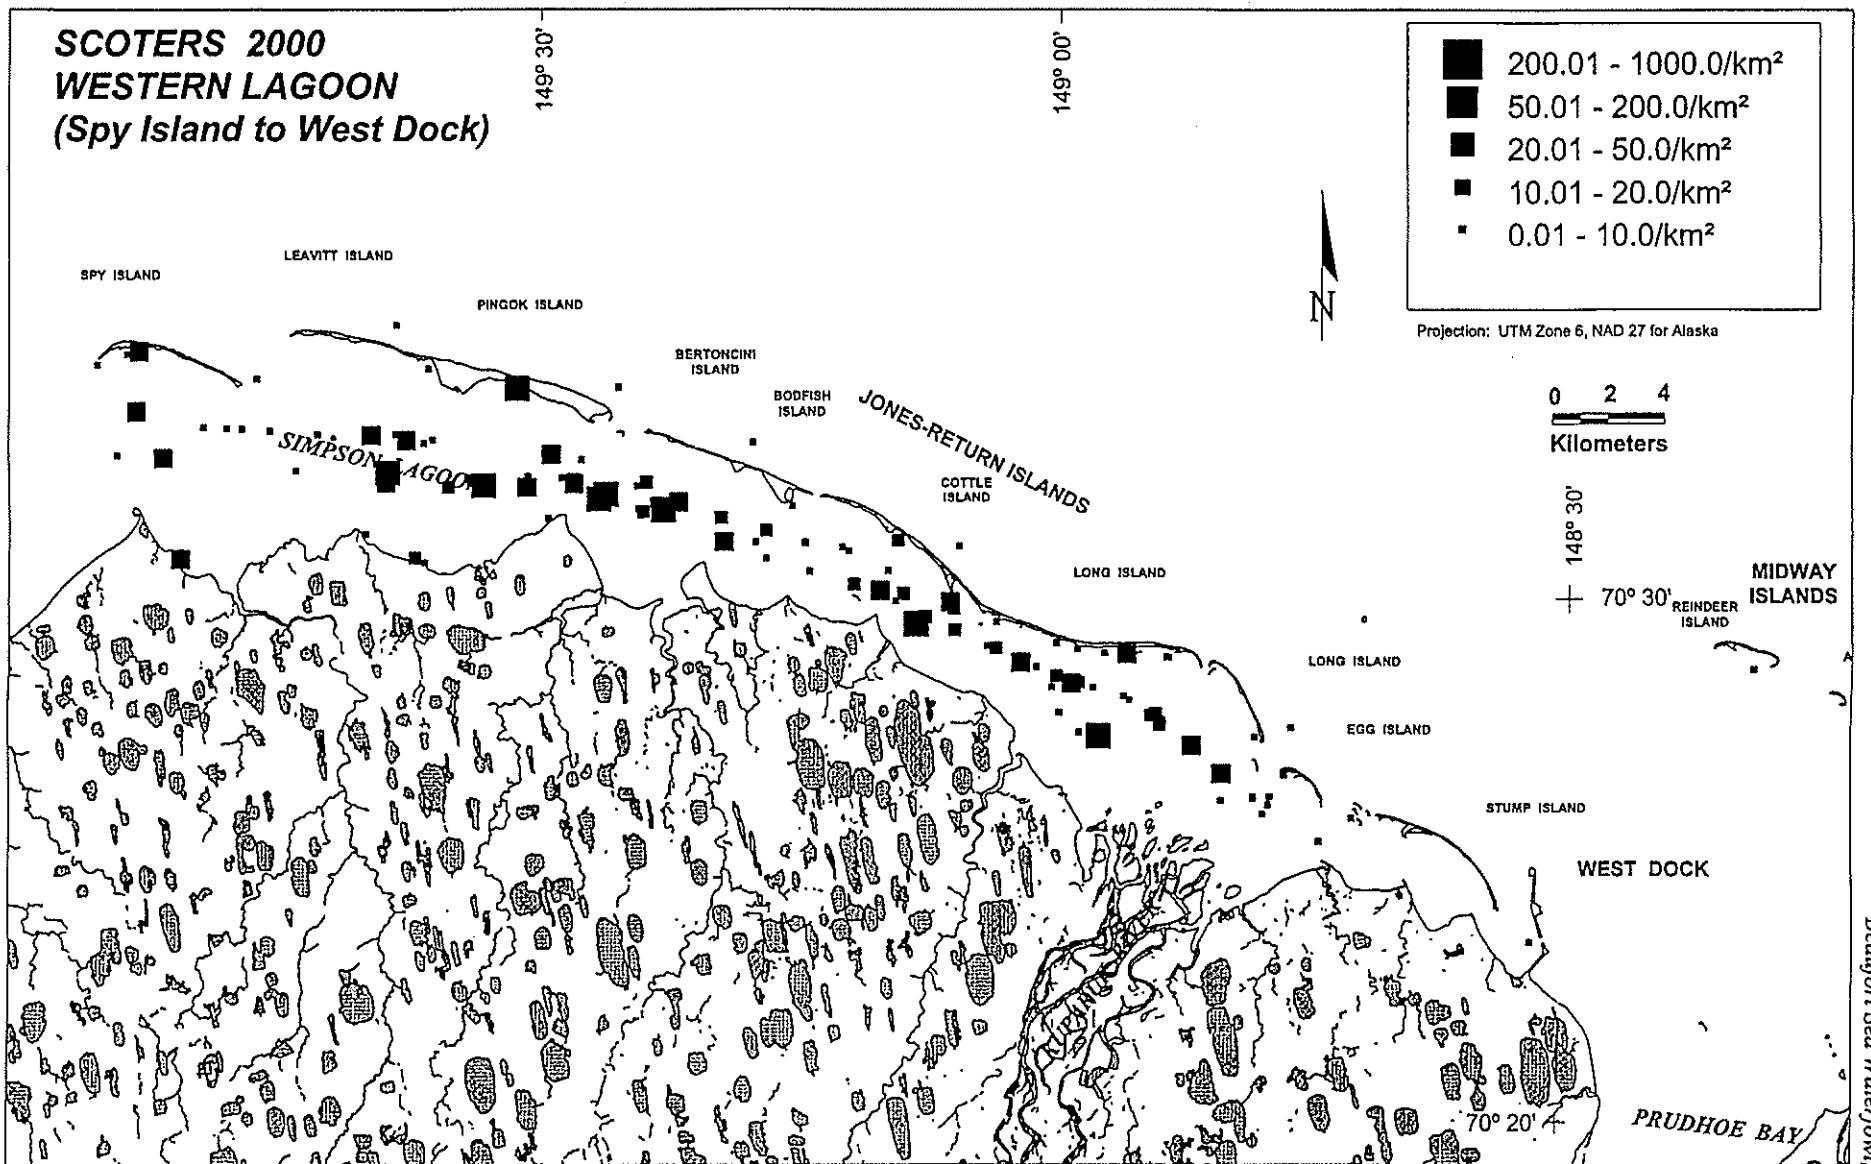 SCOTERS 2000
WESTERN LAGOON
(Spy Island to West Dock)
149° 30'
149° 00'
200.01 - 1000.0/km²
50.01 - 200.0/km²
20.01 - 50.0/km²
10.01 - 20.0/km²
0.01 - 10.0/km²
Projection: UTM Zone 6, NAD 27 for Alaska
N
0 2 4
Kilometers
SPY ISLAND
LEAVITT ISLAND
PINGOK ISLAND
BERTONCINI
ISLAND
BODFISH
ISLAND
JONES-RETURN ISLANDS
COTTLE
ISLAND
SIMPSON LAGOON
LONG ISLAND
148° 30'
70° 30'
MIDWAY
ISLANDS
REINDEER
ISLAND
LONG ISLAND
EGG ISLAND
STUMP ISLAND
WEST DOCK
70° 20'
PRUDHOE BAY